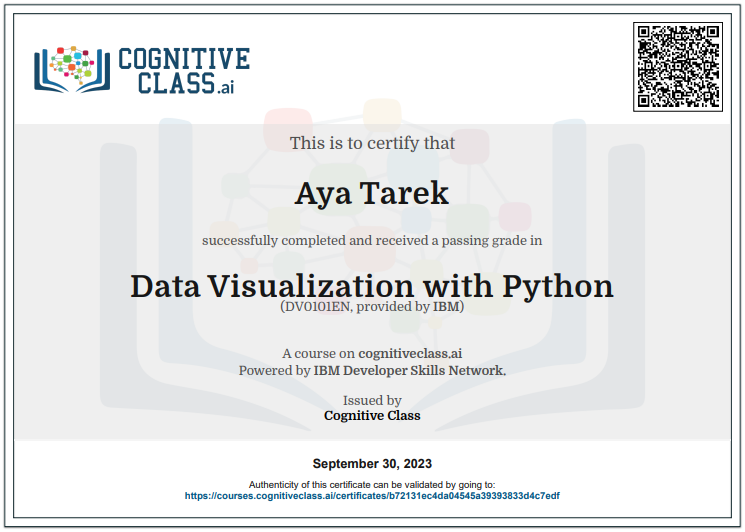 COGNITIVE
CLASS.ai
This is to certify that
Aya Tarek
successfully completed and received a passing grade in
Data Visualization with Python
(DV0101EN, provided by IBM)
A course on cognitiveclass.ai
Powered by IBM Developer Skills Network.
Issued by
Cognitive Class
September 30, 2023
Authenticity of this certificate can be validated by going to:
https://courses.cognitiveclass.ai/certificates/b72131ec4da04545a39393833d4c7edf